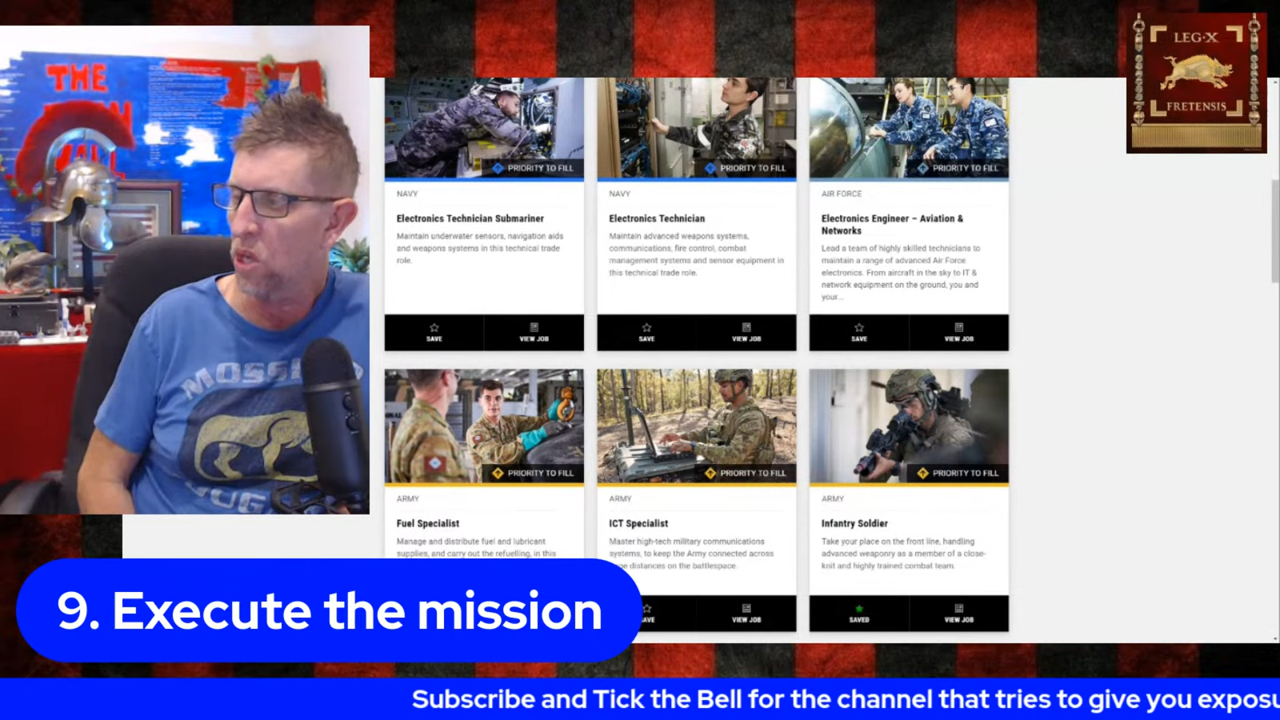 THE
LEG·X
FRETENSIS
PRIORITY TO FILL
PRIORITY TO FILL
PRIORITY TO FILL
NAVY
Electronics Technician Submariner
Maintain underwater sensors, navigation aids
and weapons systems in this technical trade
role.
SAVE
VIEW JOB
NAVY
Electronics Technician
Maintain advanced weapons systems,
communications, fire control, combat
management systems and sensor equipment in
this technical trade role.
SAVE
VIEW JOB
AIR FORCE
Electronics Engineer – Aviation &
Networks
Lead a team of highly skilled technicians to
maintain a range of advanced Air Force
electronics. From aircraft in the sky to IT &
network equipment on the ground, you and
your...
SAVE
VIEW JOB
PRIORITY TO FILL
PRIORITY TO FILL
PRIORITY TO FILL
ARMY
Fuel Specialist
Manage and distribute fuel and lubricant
supplies, and carry out the refuelling, in this
ARMY
ICT Specialist
Master high-tech military communications
systems, to keep the Army connected across
distances on the battlespace.
VIEW JOB
ARMY
Infantry Soldier
Take your place on the front line, handling
advanced weaponry as a member of a close-
knit and highly trained combat team.
SAVED
VIEW JOB
9. Execute the mission
Subscribe and Tick the Bell for the channel that tries to give you exposu